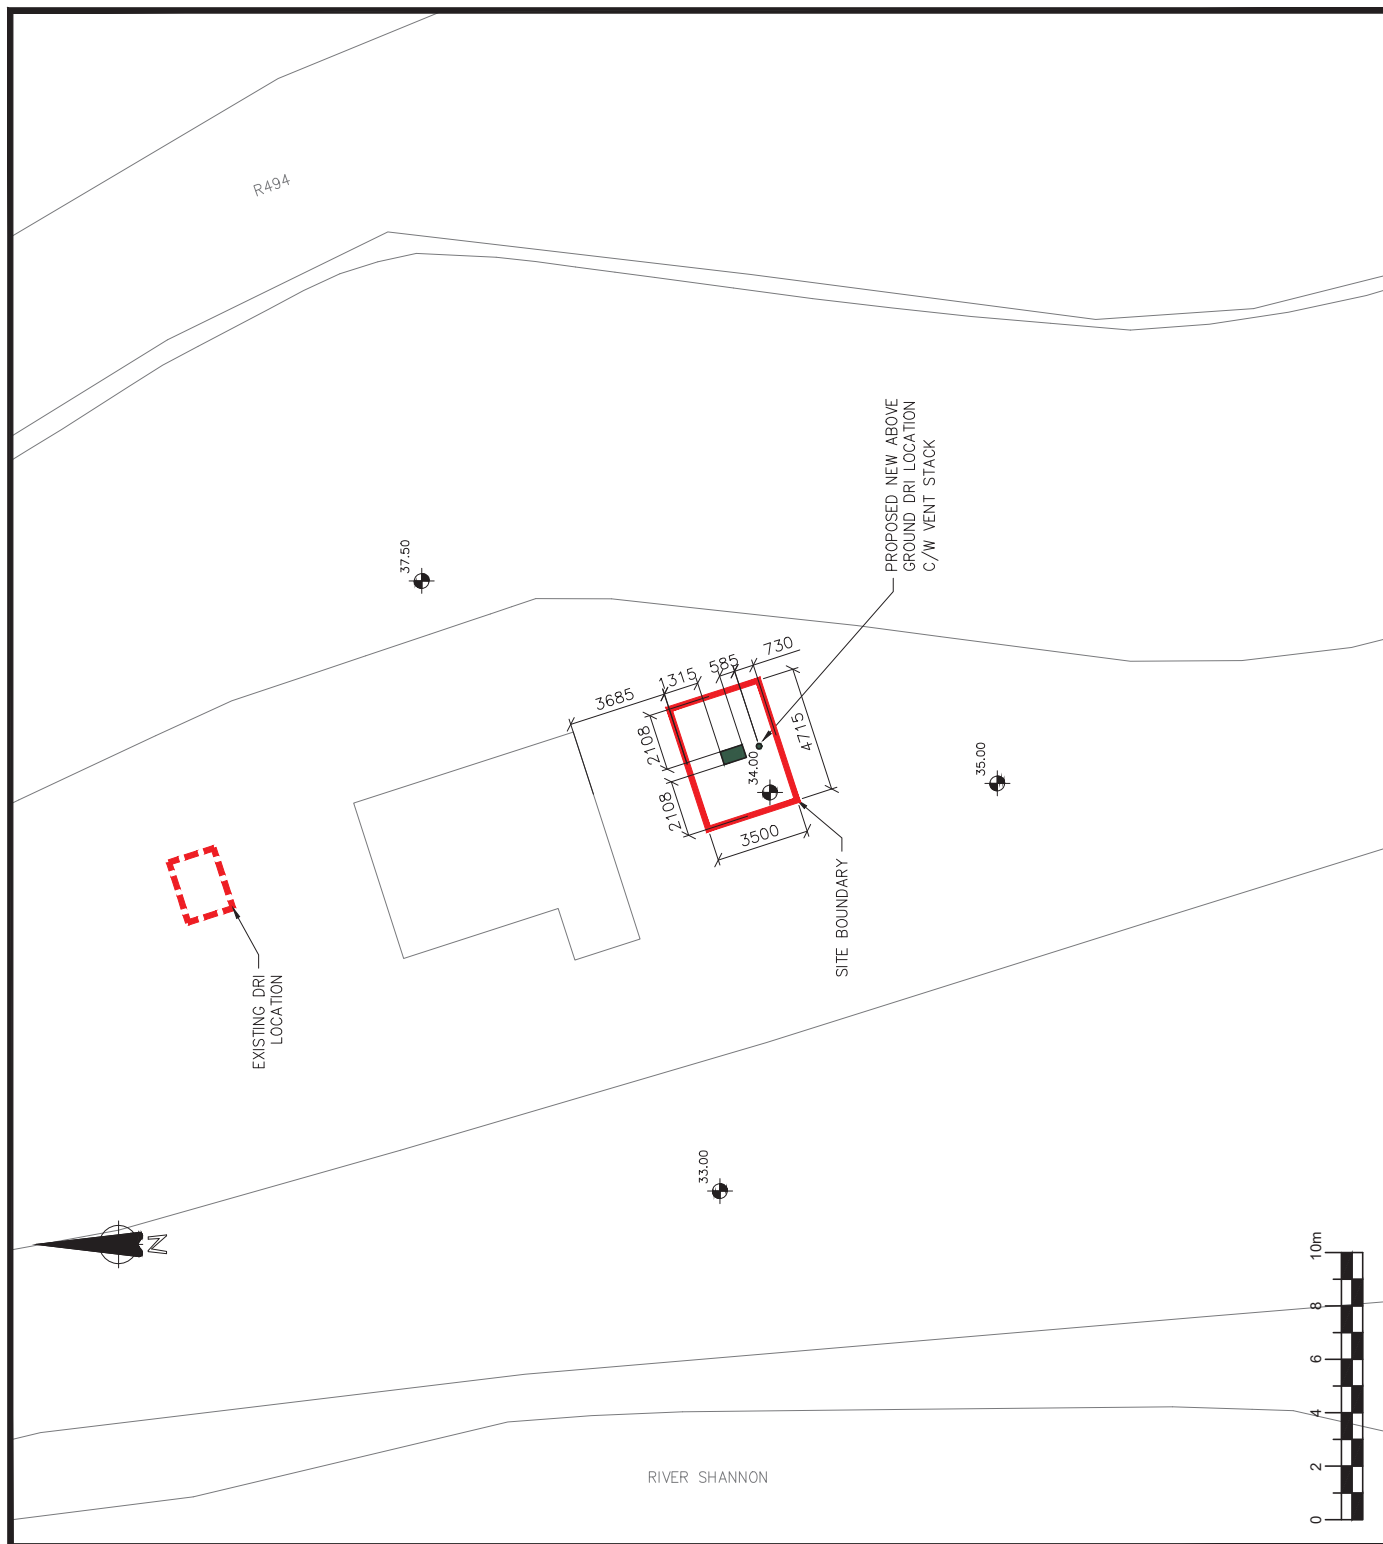 R494
37.50
PROPOSED NEW ABOVE
GROUND DRI LOCATION
C/W VENT STACK
730
585
1315
3685
2108
4715
2108
34.00
3500
35.00
SITE BOUNDARY
EXISTING DRI
LOCATION
33.00
N
RIVER SHANNON
0
2
4
6
8
10m